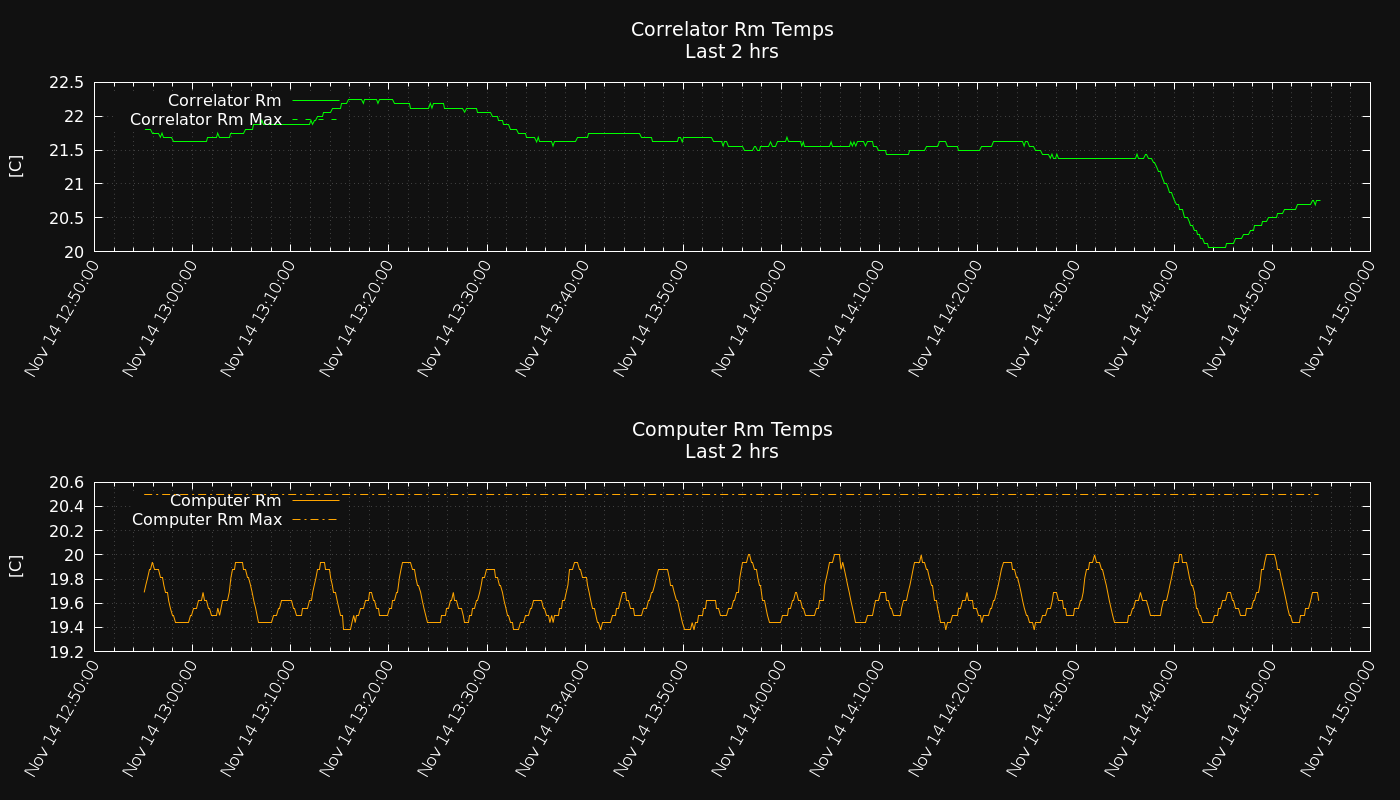 Correlator Rm Temps
Last 2 hrs
22.5
22
21.5
21
20.5
20
[C]
Correlator Rm
Correlator Rm Max
Nov 14 12:50:00
Nov 14 13:00:00
Nov 14 13:10:00
Nov 14 13:20:00
Nov 14 13:30:00
Nov 14 13:40:00
Nov 14 13:50:00
Nov 14 14:00:00
Nov 14 14:10:00
Nov 14 14:20:00
Nov 14 14:30:00
Nov 14 14:40:00
Nov 14 14:50:00
Nov 14 15:00:00
Computer Rm Temps
Last 2 hrs
20.6
20.4
20.2
20
19.8
19.6
19.4
19.2
[C]
Computer Rm
Computer Rm Max
Nov 14 12:50:00
Nov 14 13:00:00
Nov 14 13:10:00
Nov 14 13:20:00
Nov 14 13:30:00
Nov 14 13:40:00
Nov 14 13:50:00
Nov 14 14:00:00
Nov 14 14:10:00
Nov 14 14:20:00
Nov 14 14:30:00
Nov 14 14:40:00
Nov 14 14:50:00
Nov 14 15:00:00